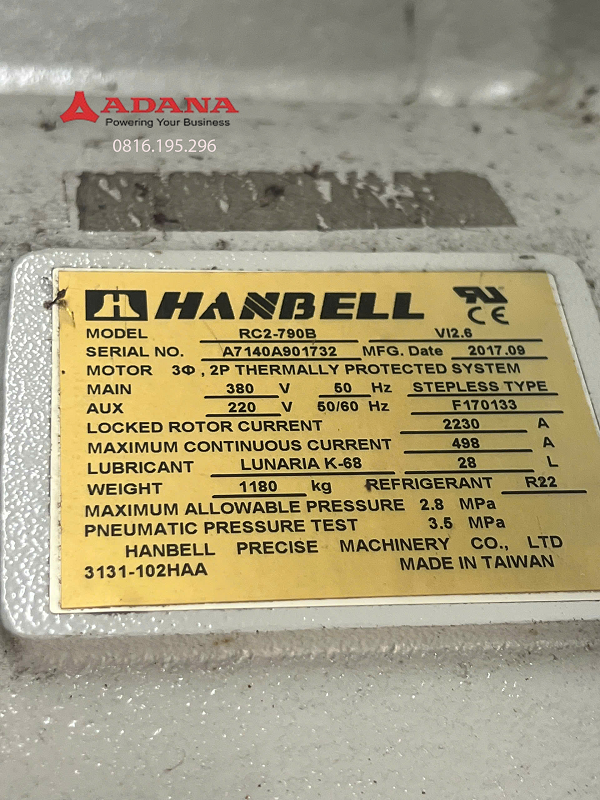 ADANA
Powering Your Business
0816.195.296
HANBELL
MODEL RC2-790B VI2.6
SERIAL NO. A7140A901732 MFG. Date 2017.09
MOTOR 3Φ , 2P THERMALLY PROTECTED SYSTEM
MAIN 380 V 50 Hz STEPLESS TYPE
AUX 220 V 50/60 Hz F170133
LOCKED ROTOR CURRENT 2230 A
MAXIMUM CONTINUOUS CURRENT 498 A
LUBRICANT LUNARIA K-68 28 L
WEIGHT 1180 kg REFRIGERANT R22
MAXIMUM ALLOWABLE PRESSURE 2.8 MPa
PNEUMATIC PRESSURE TEST 3.5 MPa
HANBELL PRECISE MACHINERY CO., LTD
3131-102HAA MADE IN TAIWAN